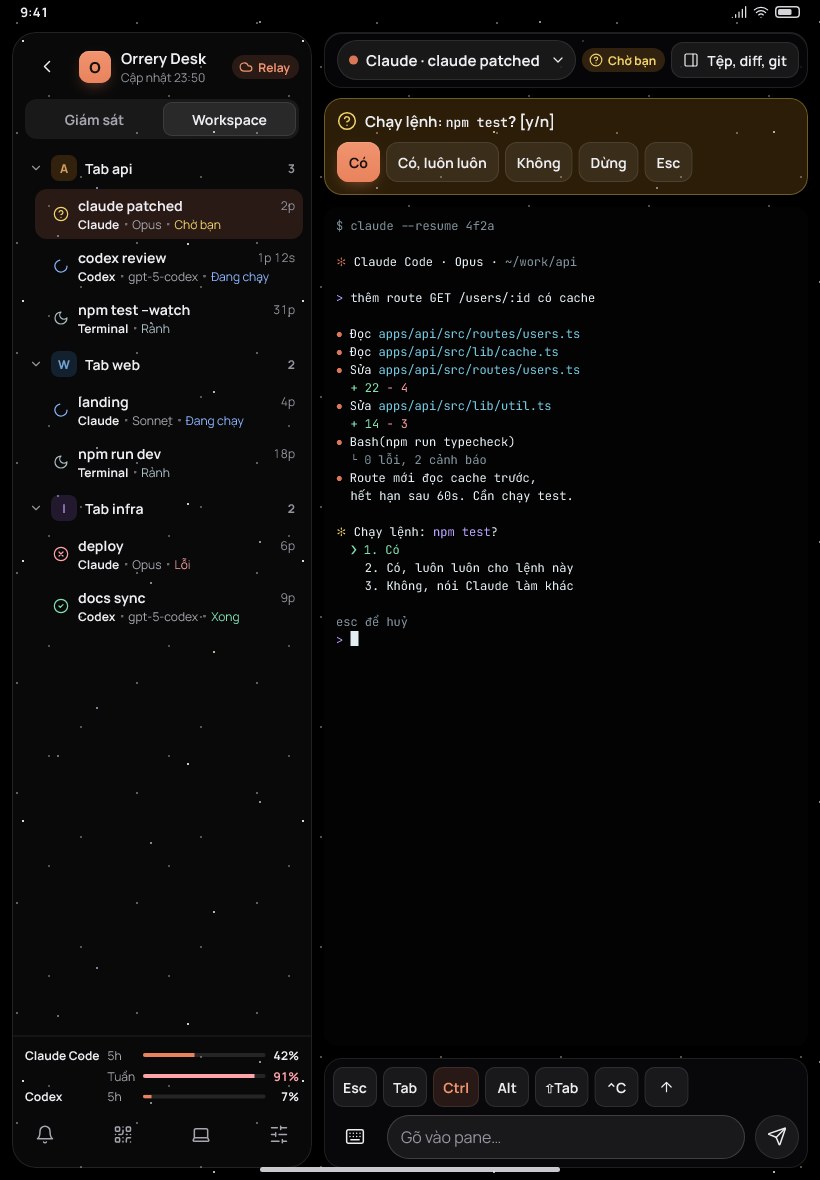 9:41
O
Orrery Desk
Cập nhật 23:50
Relay
Giám sát
Workspace
A Tab api 3
claude patched 2p
Claude • Opus • Chờ bạn
codex review 1p 12s
Codex • gpt-5-codex • Đang chạy
npm test –watch 31p
Terminal • Rảnh
W Tab web 2
landing 4p
Claude • Sonnet • Đang chạy
npm run dev 18p
Terminal • Rảnh
I Tab infra 2
deploy 6p
Claude • Opus • Lỗi
docs sync 9p
Codex • gpt-5-codex • Xong
Claude Code 5h 42%
Tuần 91%
Codex 5h 7%
Claude · claude patched
Chờ bạn
Tệp, diff, git
Chạy lệnh: npm test? [y/n]
Có
Có, luôn luôn
Không
Dừng
Esc
$ claude --resume 4f2a
✻ Claude Code · Opus · ~/work/api
> thêm route GET /users/:id có cache
● Đọc apps/api/src/routes/users.ts
● Đọc apps/api/src/lib/cache.ts
● Sửa apps/api/src/routes/users.ts
+ 22 - 4
● Sửa apps/api/src/lib/util.ts
+ 14 - 3
● Bash(npm run typecheck)
└ 0 lỗi, 2 cảnh báo
● Route mới đọc cache trước,
hết hạn sau 60s. Cần chạy test.
✻ Chạy lệnh: npm test?
❯ 1. Có
2. Có, luôn luôn cho lệnh này
3. Không, nói Claude làm khác
esc để huỷ
>
Esc
Tab
Ctrl
Alt
⇧Tab
^C
↑
Gõ vào pane…